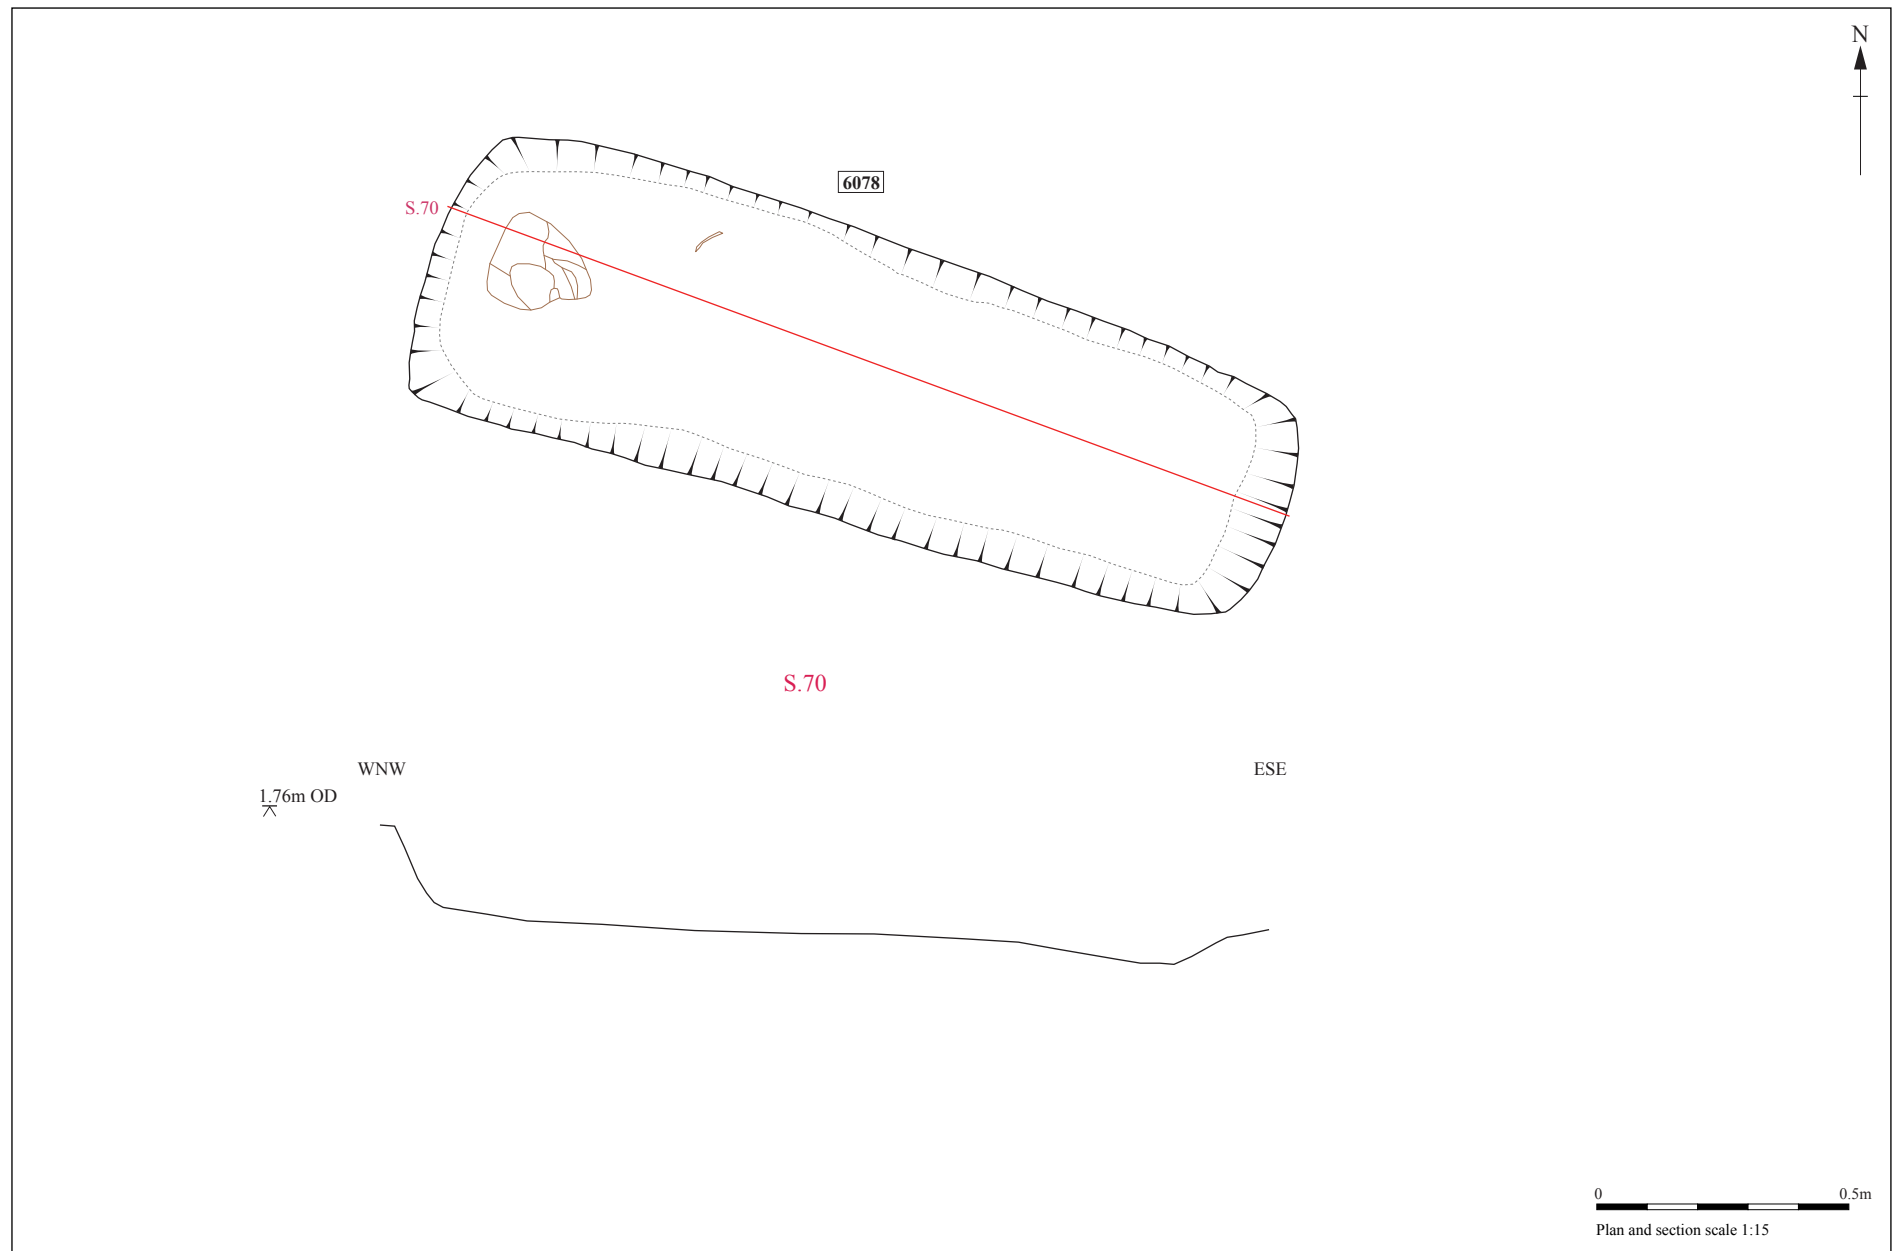 N
6078
S.70
S.70
WNW
ESE
1.76m OD
0
0.5m
Plan and section scale 1:15